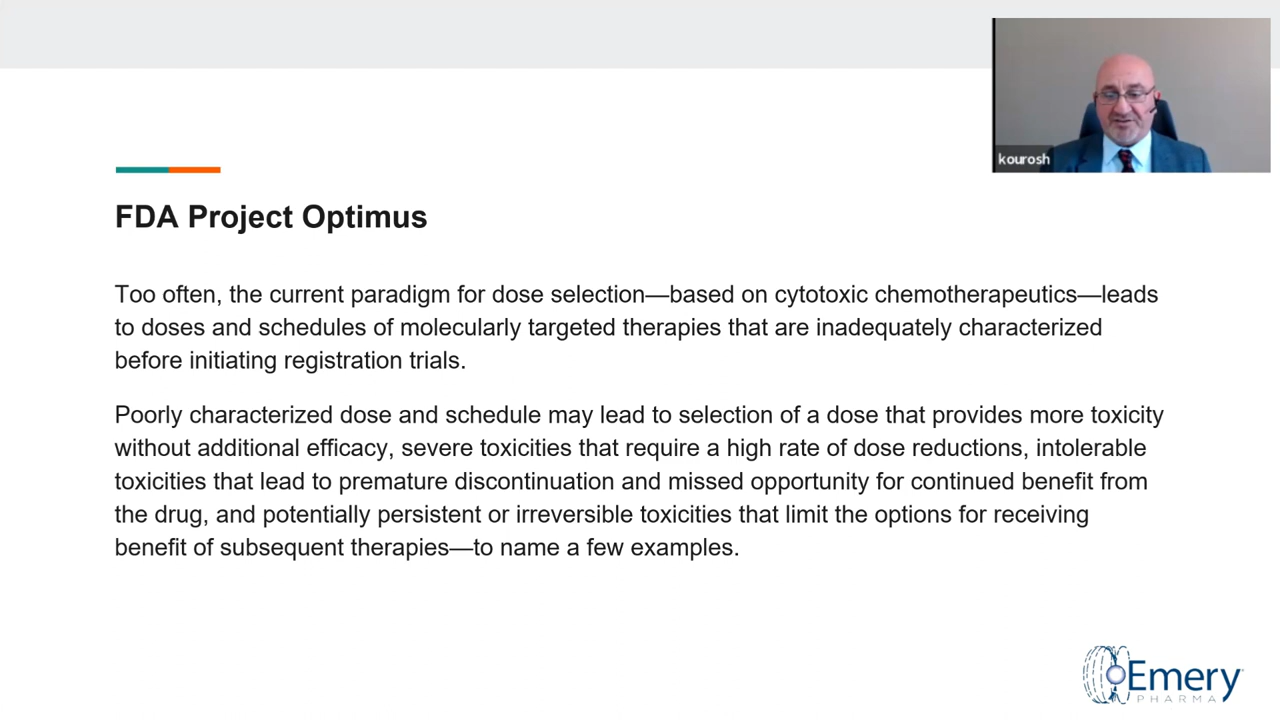 kourosh
FDA Project Optimus
Too often, the current paradigm for dose selection—based on cytotoxic chemotherapeutics—leads
to doses and schedules of molecularly targeted therapies that are inadequately characterized
before initiating registration trials.
Poorly characterized dose and schedule may lead to selection of a dose that provides more toxicity
without additional efficacy, severe toxicities that require a high rate of dose reductions, intolerable
toxicities that lead to premature discontinuation and missed opportunity for continued benefit from
the drug, and potentially persistent or irreversible toxicities that limit the options for receiving
benefit of subsequent therapies—to name a few examples.
Emery
PHARMA